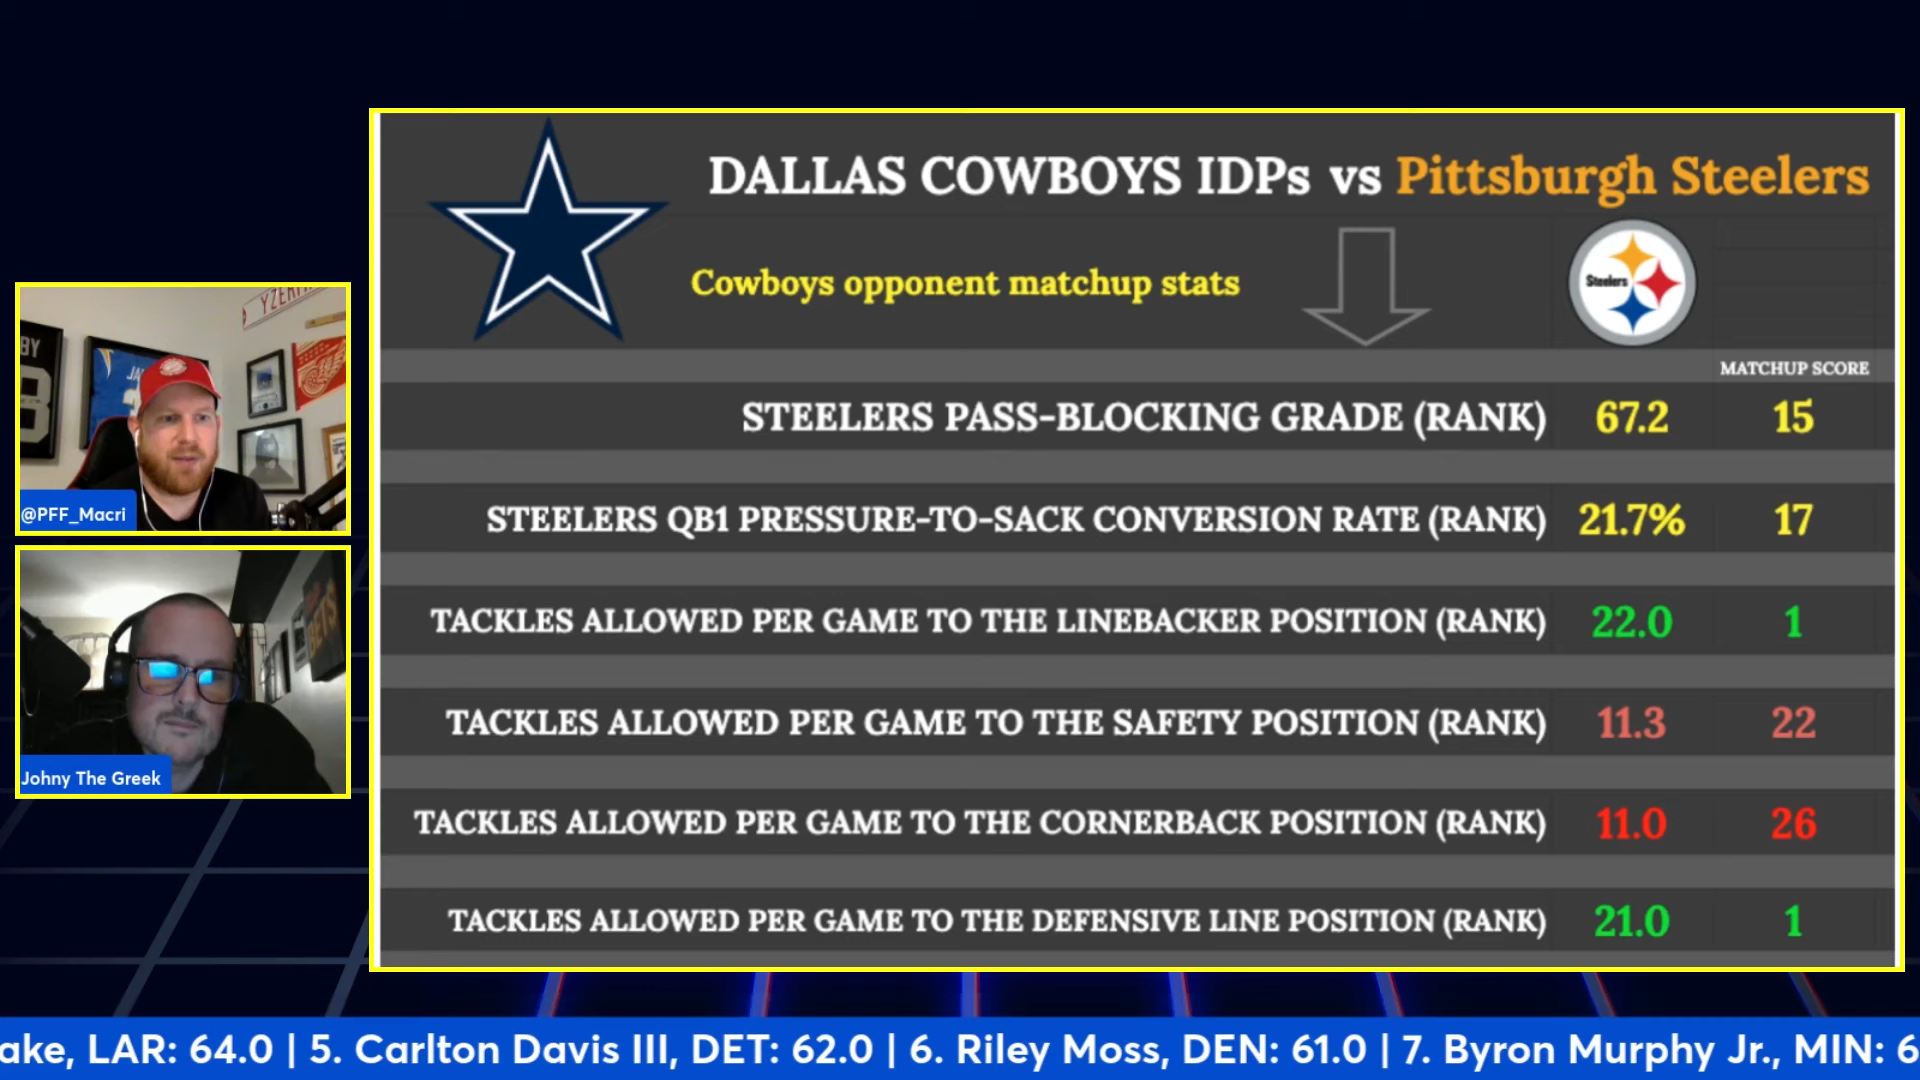 DALLAS COWBOYS IDPs vs Pittsburgh Steelers
Cowboys opponent matchup stats
Steelers
MATCHUP SCORE
STEELERS PASS-BLOCKING GRADE (RANK) 67.2 15
STEELERS QB1 PRESSURE-TO-SACK CONVERSION RATE (RANK) 21.7% 17
TACKLES ALLOWED PER GAME TO THE LINEBACKER POSITION (RANK) 22.0 1
TACKLES ALLOWED PER GAME TO THE SAFETY POSITION (RANK) 11.3 22
TACKLES ALLOWED PER GAME TO THE CORNERBACK POSITION (RANK) 11.0 26
TACKLES ALLOWED PER GAME TO THE DEFENSIVE LINE POSITION (RANK) 21.0 1
BY
8
JA
@PFF_Macri
BETS
Johny The Greek
ake, LAR: 64.0 | 5. Carlton Davis III, DET: 62.0 | 6. Riley Moss, DEN: 61.0 | 7. Byron Murphy Jr., MIN: 6